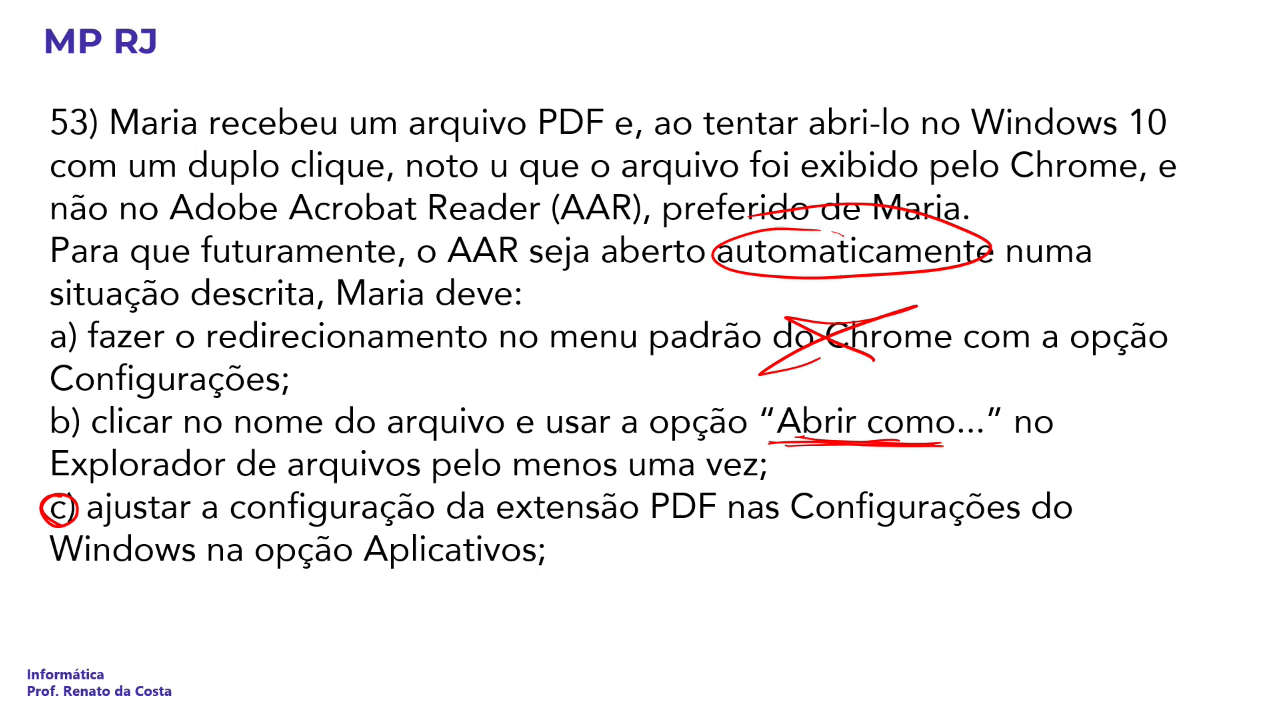 MP RJ
53) Maria recebeu um arquivo PDF e, ao tentar abri-lo no Windows 10
com um duplo clique, noto u que o arquivo foi exibido pelo Chrome, e
não no Adobe Acrobat Reader (AAR), preferido de Maria.
Para que futuramente, o AAR seja aberto automaticamente numa
situação descrita, Maria deve:
a) fazer o redirecionamento no menu padrão do Chrome com a opção
Configurações;
b) clicar no nome do arquivo e usar a opção “Abrir como...” no
Explorador de arquivos pelo menos uma vez;
c) ajustar a configuração da extensão PDF nas Configurações do
Windows na opção Aplicativos;
Informática
Prof. Renato da Costa